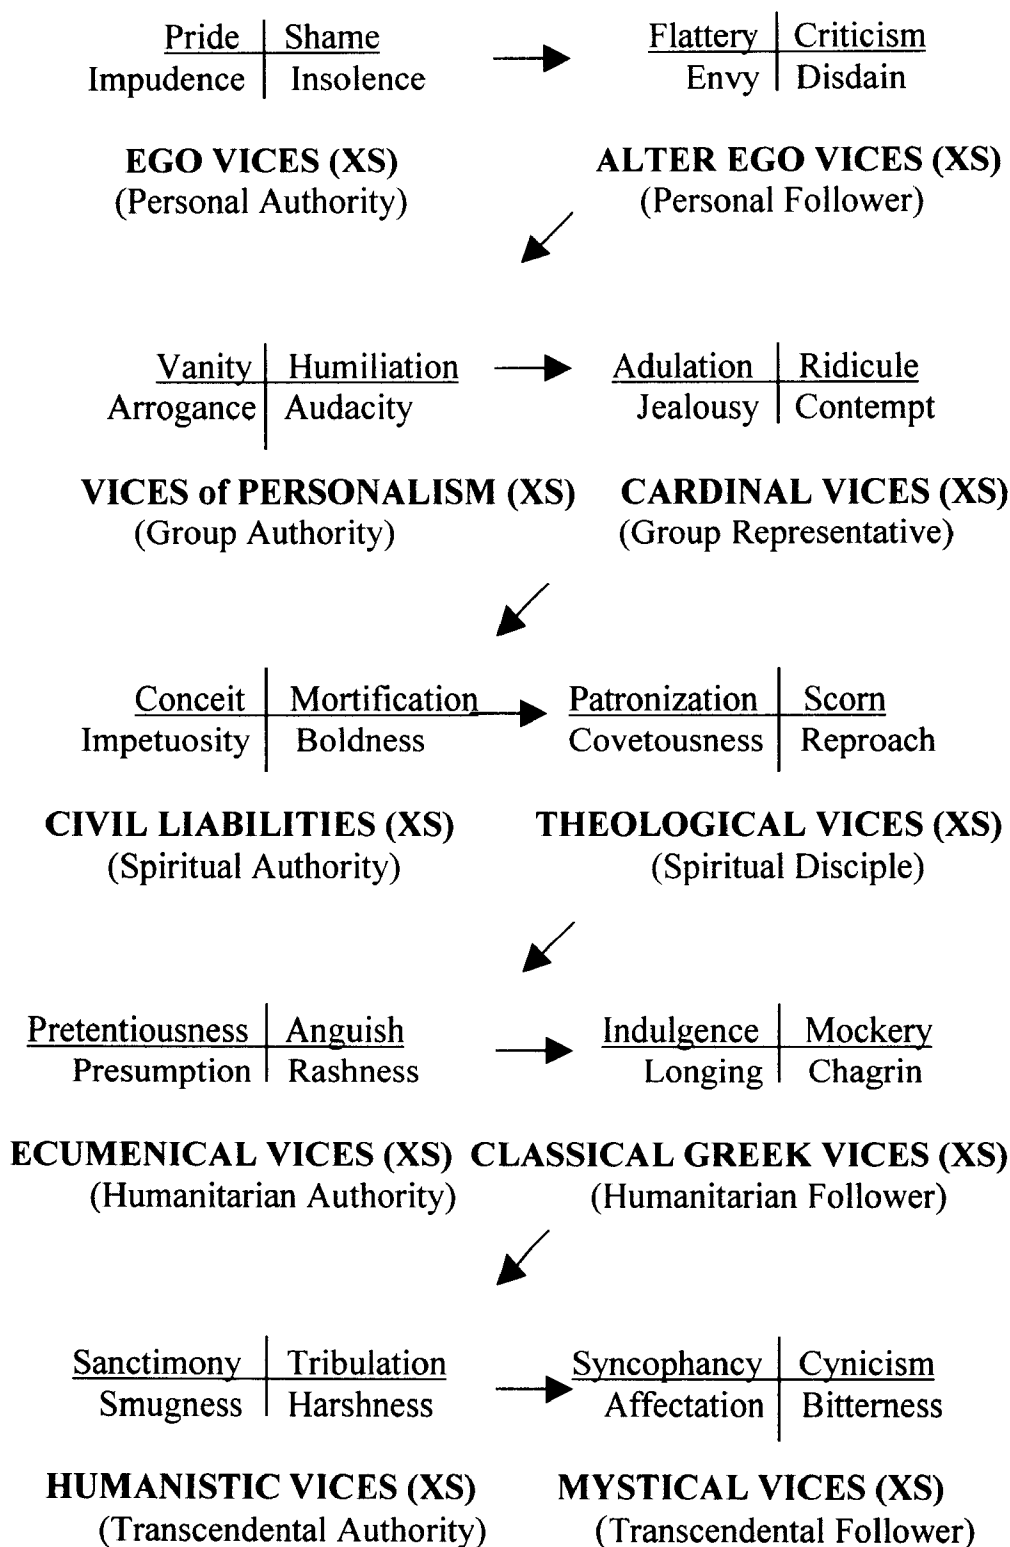 Pride Shame Flattery Criticism
Impudence Insolence Envy Disdain
EGO VICES (XS) ALTER EGO VICES (XS)
(Personal Authority) (Personal Follower)
Vanity Humiliation Adulation Ridicule
Arrogance Audacity Jealousy Contempt
VICES of PERSONALISM (XS) CARDINAL VICES (XS)
(Group Authority) (Group Representative)
Conceit Mortification Patronization Scorn
Impetuosity Boldness Covetousness Reproach
CIVIL LIABILITIES (XS) THEOLOGICAL VICES (XS)
(Spiritual Authority) (Spiritual Disciple)
Pretentiousness Anguish Indulgence Mockery
Presumption Rashness Longing Chagrin
ECUMENICAL VICES (XS) CLASSICAL GREEK VICES (XS)
(Humanitarian Authority) (Humanitarian Follower)
Sanctimony Tribulation Syncophancy Cynicism
Smugness Harshness Affectation Bitterness
HUMANISTIC VICES (XS) MYSTICAL VICES (XS)
(Transcendental Authority) (Transcendental Follower)